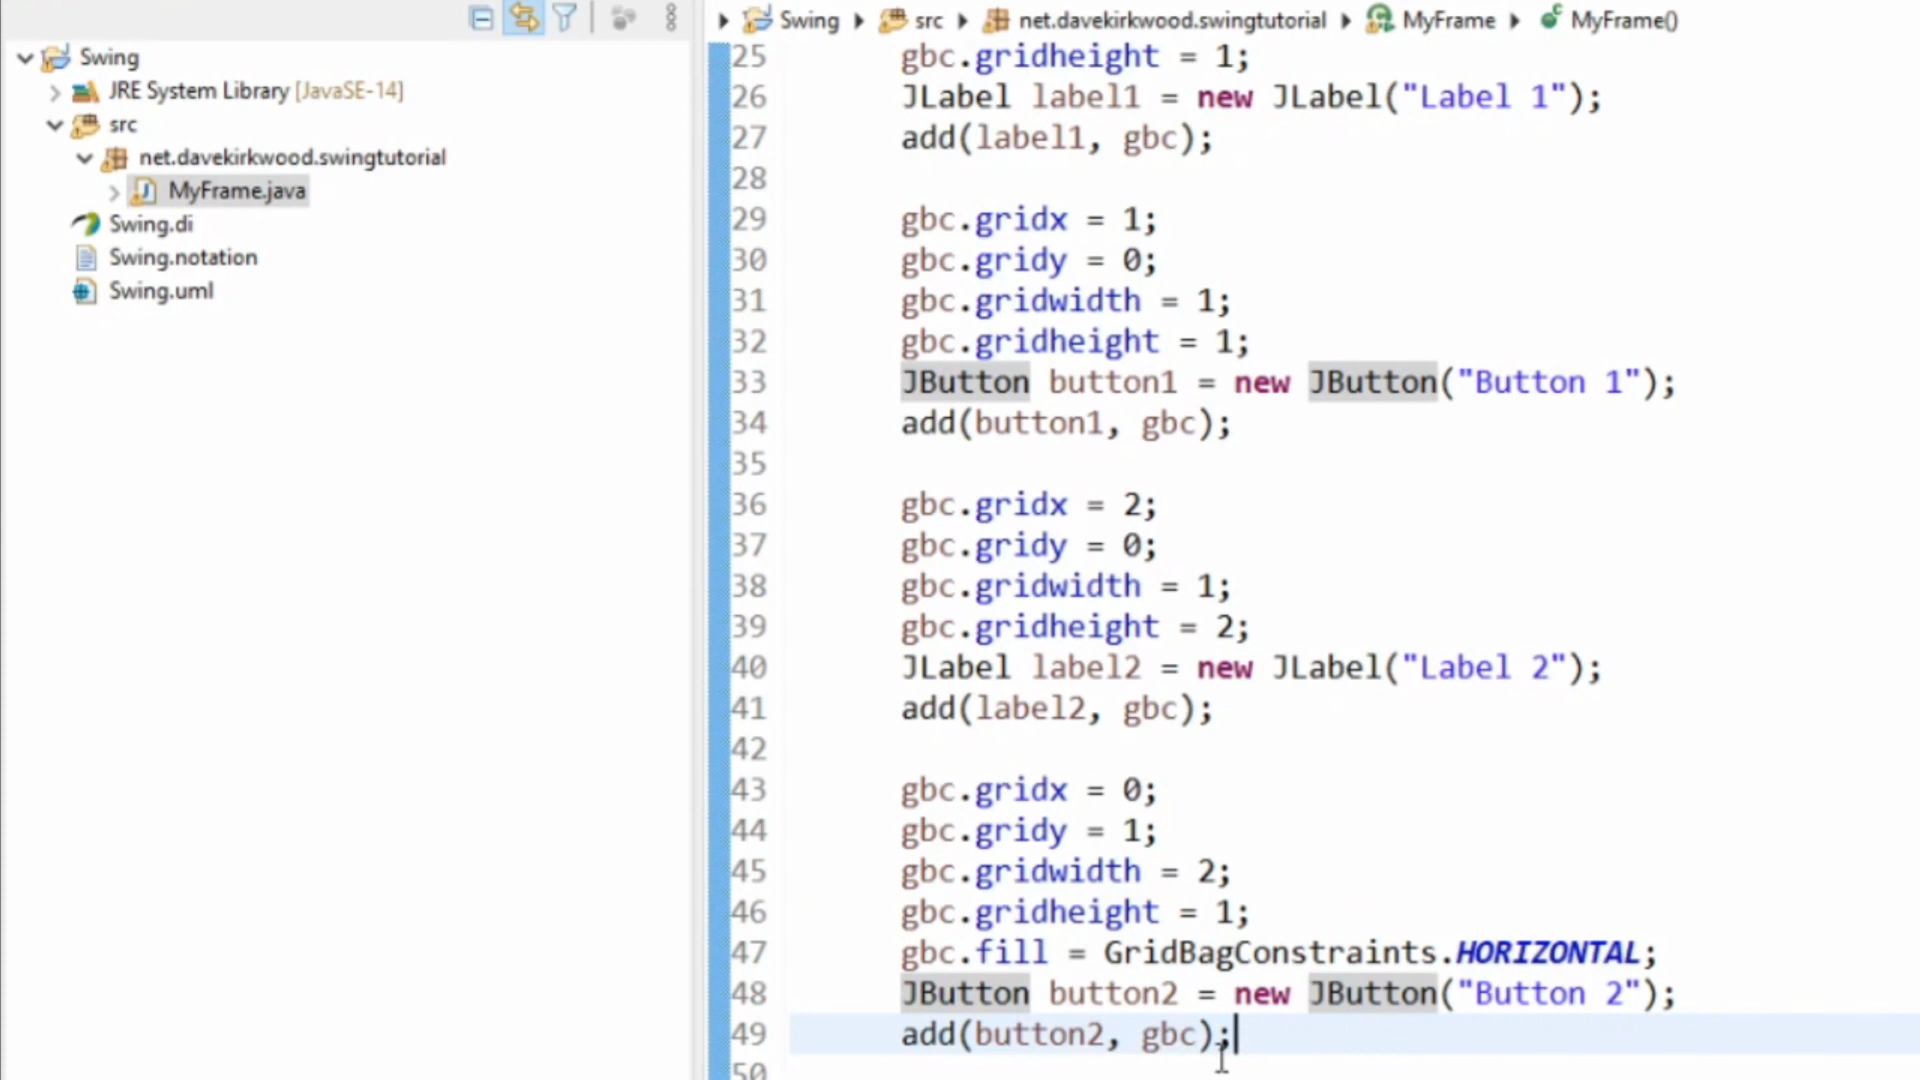 Swing
JRE System Library [JavaSE-14]
src
net.davekirkwood.swingtutorial
MyFrame.java
Swing.di
Swing.notation
Swing.uml
Swing src net.davekirkwood.swingtutorial MyFrame MyFrame()
25 gbc.gridheight = 1;
26 JLabel label1 = new JLabel("Label 1");
27 add(label1, gbc);
28
29 gbc.gridx = 1;
30 gbc.gridy = 0;
31 gbc.gridwidth = 1;
32 gbc.gridheight = 1;
33 JButton button1 = new JButton("Button 1");
34 add(button1, gbc);
35
36 gbc.gridx = 2;
37 gbc.gridy = 0;
38 gbc.gridwidth = 1;
39 gbc.gridheight = 2;
40 JLabel label2 = new JLabel("Label 2");
41 add(label2, gbc);
42
43 gbc.gridx = 0;
44 gbc.gridy = 1;
45 gbc.gridwidth = 2;
46 gbc.gridheight = 1;
47 gbc.fill = GridBagConstraints.HORIZONTAL;
48 JButton button2 = new JButton("Button 2");
49 add(button2, gbc);
50